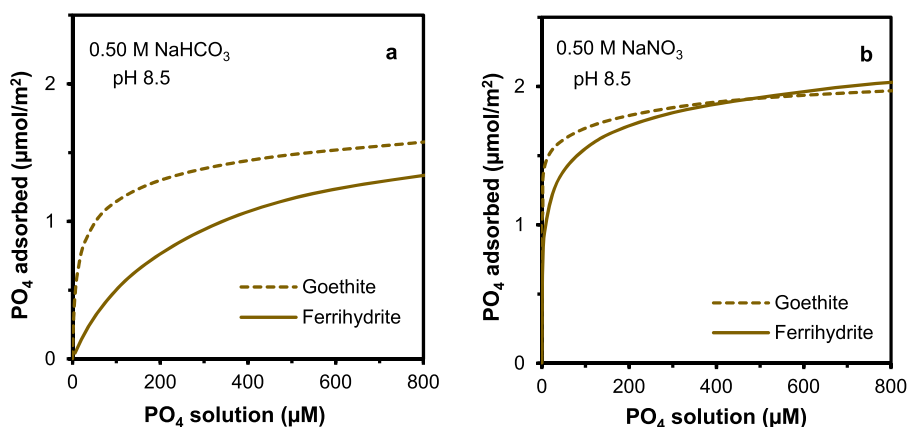 0.50 M NaHCO₃
pH 8.5
a
PO₄ adsorbed (µmol/m²)
2
1
0
Goethite
Ferrihydrite
0 200 400 600 800
PO₄ solution (µM)
0.50 M NaNO₃
pH 8.5
b
PO₄ adsorbed (µmol/m²)
2
1
0
Goethite
Ferrihydrite
0 200 400 600 800
PO₄ solution (µM)